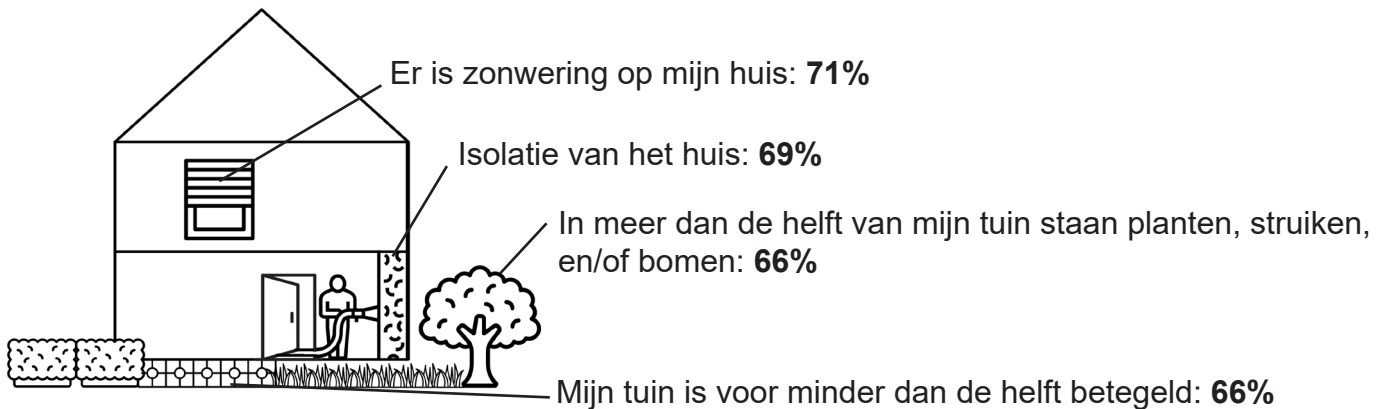 Er is zonwering op mijn huis: 71%
Isolatie van het huis: 69%
In meer dan de helft van mijn tuin staan planten, struiken,
en/of bomen: 66%
Mijn tuin is voor minder dan de helft betegeld: 66%